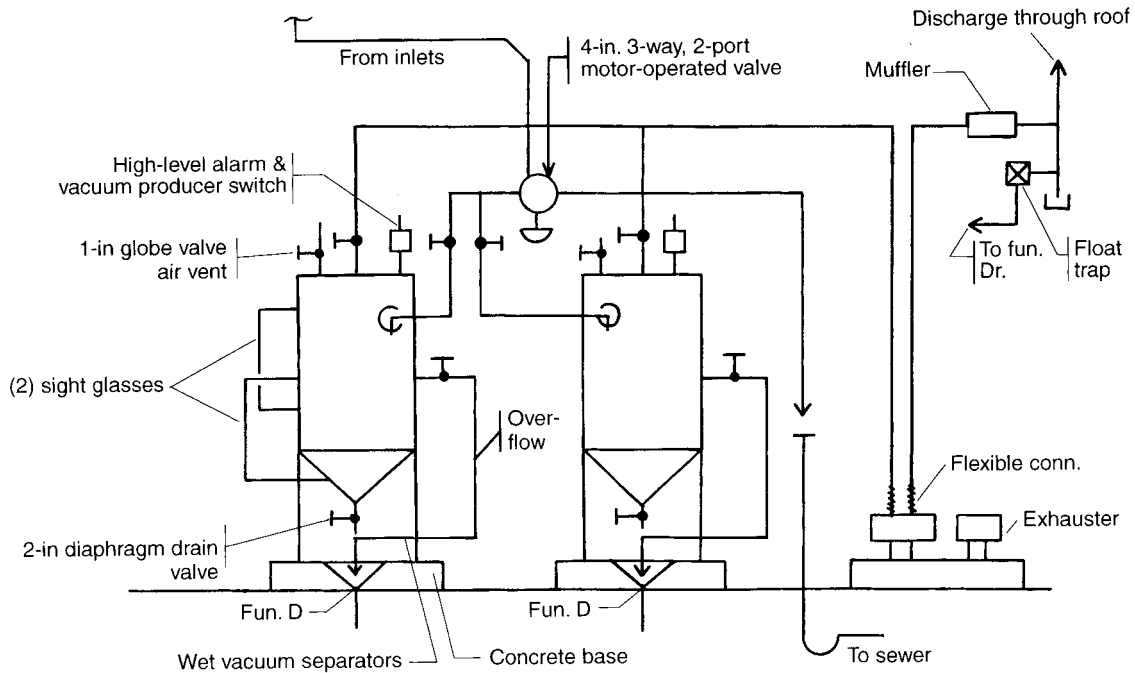 Discharge through roof
4-in. 3-way, 2-port
motor-operated valve
From inlets
Muffler
High-level alarm &
vacuum producer switch
1-in globe valve
air vent
To fun.
Dr.
Float
trap
(2) sight glasses
Over-
flow
Flexible conn.
Exhauster
2-in diaphragm drain
valve
Fun. D
Fun. D
Wet vacuum separators
Concrete base
To sewer